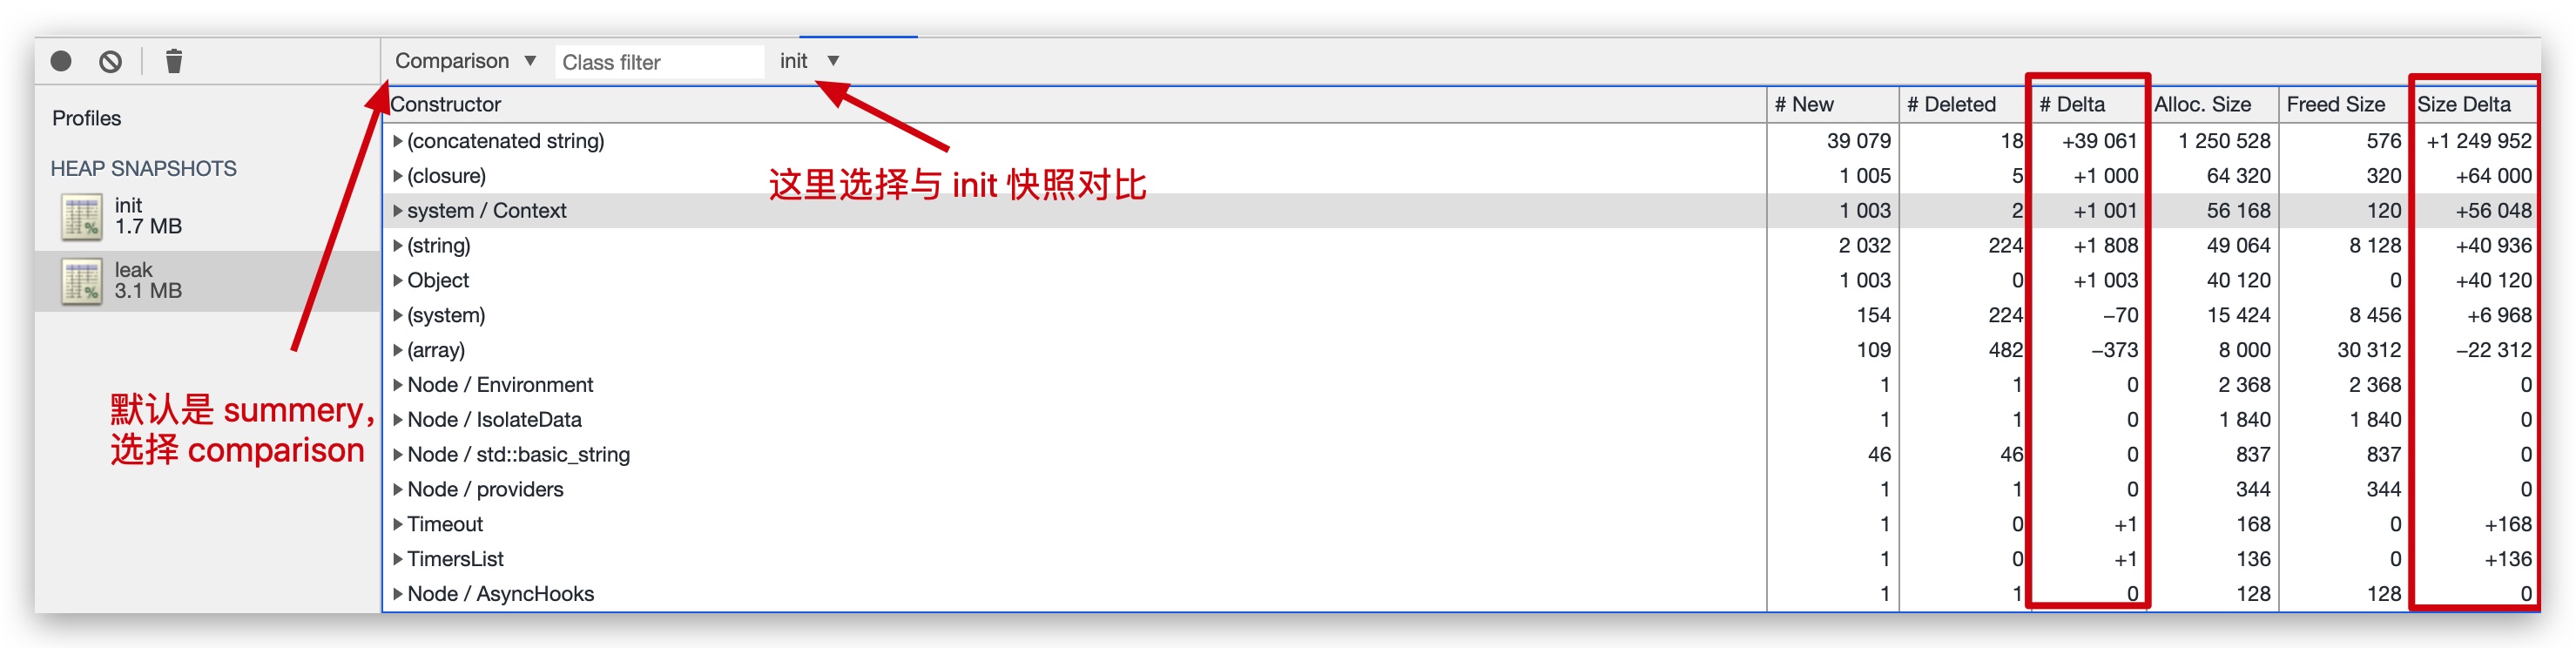 Comparison ▼ Class filter init ▼
Profiles
HEAP SNAPSHOTS
init
1.7 MB
leak
3.1 MB
默认是 summery，
选择 comparison
这里选择与 init 快照对比
Constructor # New # Deleted # Delta Alloc. Size Freed Size Size Delta
(concatenated string) 39 079 18 +39 061 1 250 528 576 +1 249 952
(closure) 1 005 5 +1 000 64 320 320 +64 000
system / Context 1 003 2 +1 001 56 168 120 +56 048
(string) 2 032 224 +1 808 49 064 8 128 +40 936
Object 1 003 0 +1 003 40 120 0 +40 120
(system) 154 224 −70 15 424 8 456 +6 968
(array) 109 482 −373 8 000 30 312 −22 312
Node / Environment 1 1 0 2 368 2 368 0
Node / IsolateData 1 1 0 1 840 1 840 0
Node / std::basic_string 46 46 0 837 837 0
Node / providers 1 1 0 344 344 0
Timeout 1 0 +1 168 0 +168
TimersList 1 0 +1 136 0 +136
Node / AsyncHooks 1 1 0 128 128 0